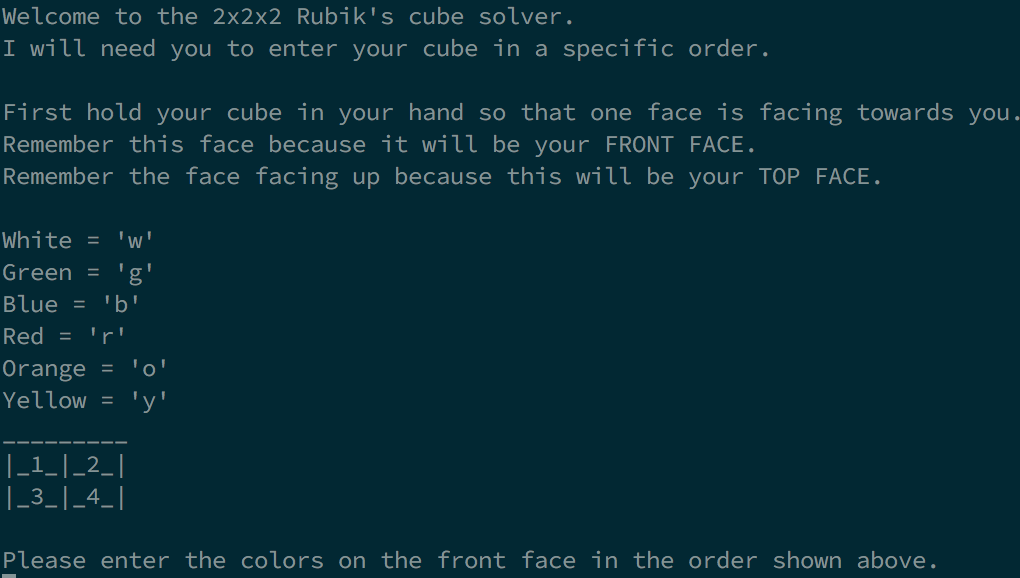 Welcome to the 2x2x2 Rubik's cube solver.
I will need you to enter your cube in a specific order.
First hold your cube in your hand so that one face is facing towards you.
Remember this face because it will be your FRONT FACE.
Remember the face facing up because this will be your TOP FACE.
White = 'w'
Green = 'g'
Blue = 'b'
Red = 'r'
Orange = 'o'
Yellow = 'y'
_________
|_1_|_2_|
|_3_|_4_|
Please enter the colors on the front face in the order shown above.